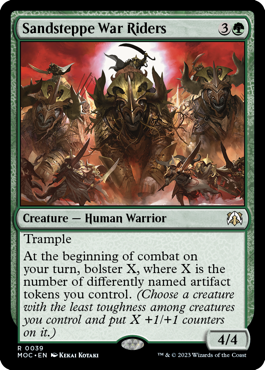 Sandsteppe War Riders 3
Creature — Human Warrior
Trample
At the beginning of combat on
your turn, bolster X, where X is the
number of differently named artifact
tokens you control. (Choose a creature
with the least toughness among creatures
you control and put X +1/+1 counters
on it.)
4/4
R 0039
MOC • EN KEKAI KOTAKI ™ & © 2023 Wizards of the Coast